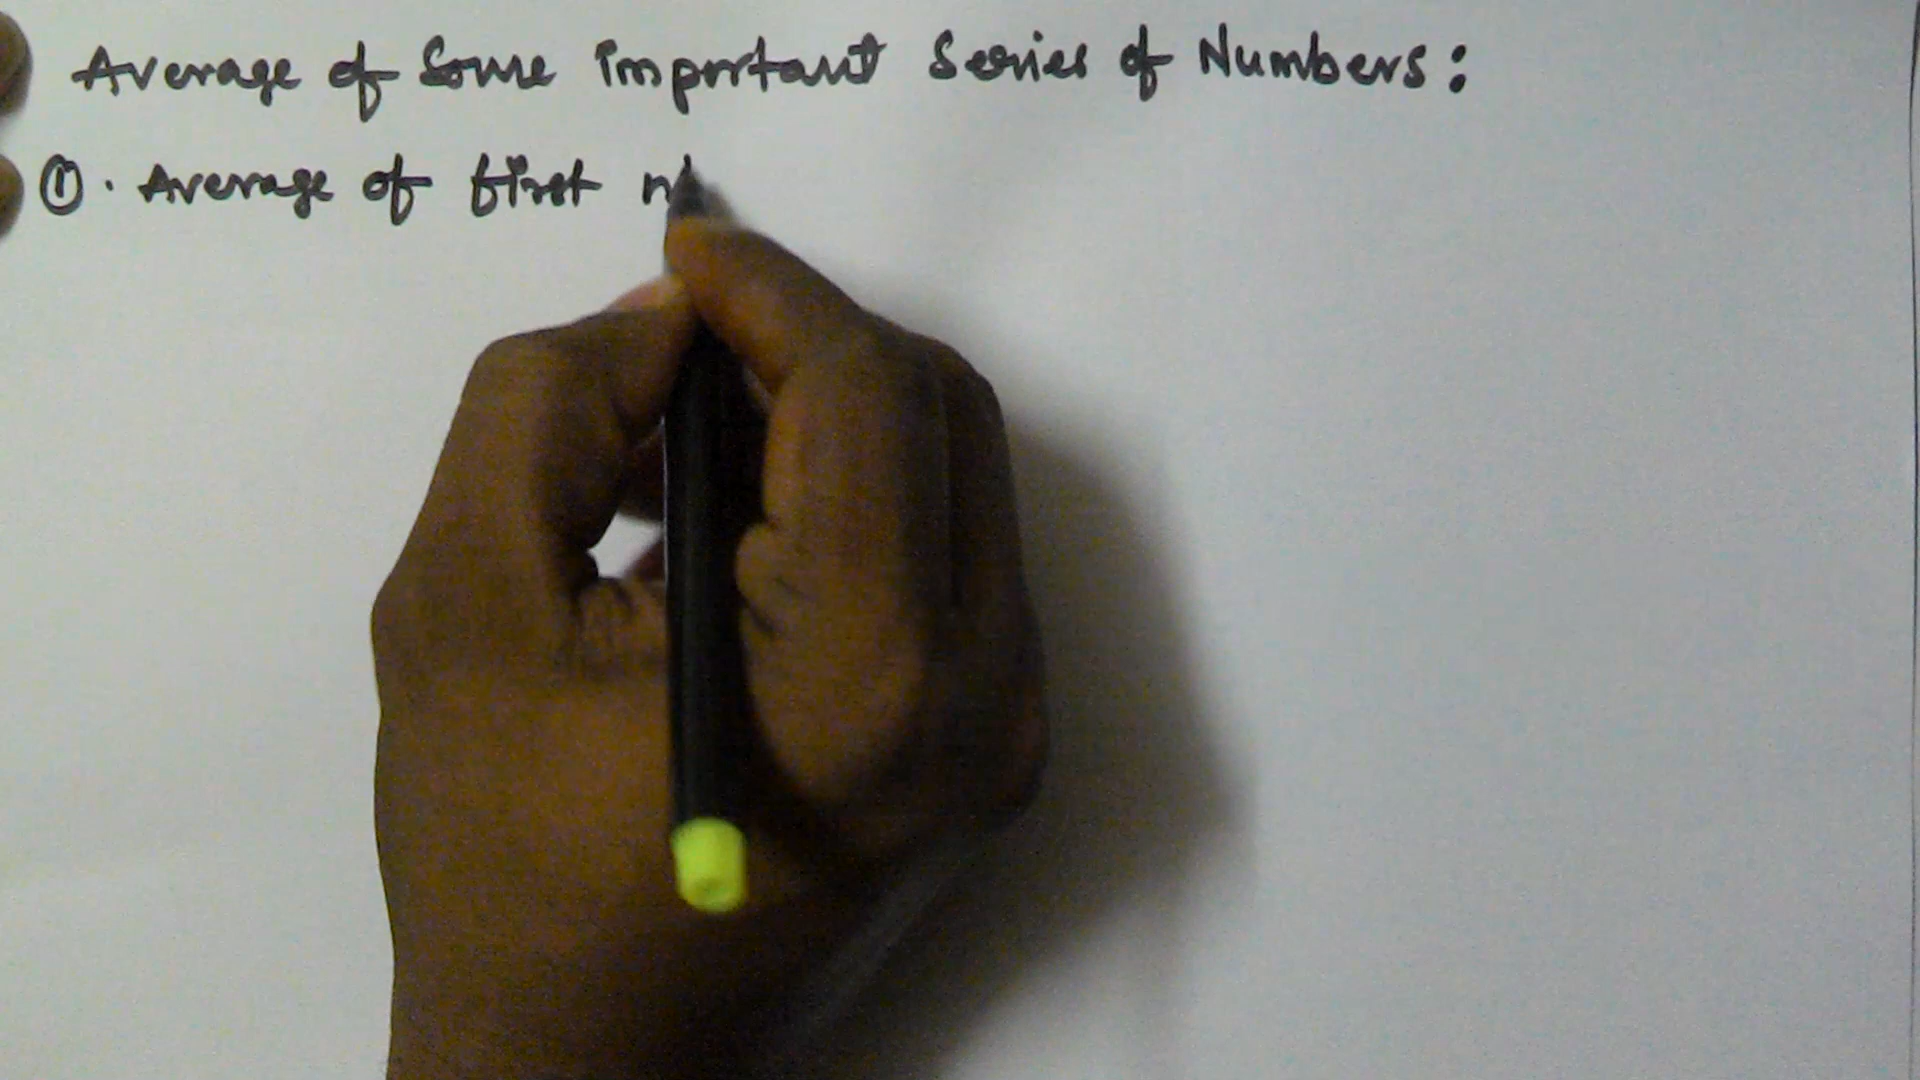 Average of Some important Series of Numbers:
①. Average of first n